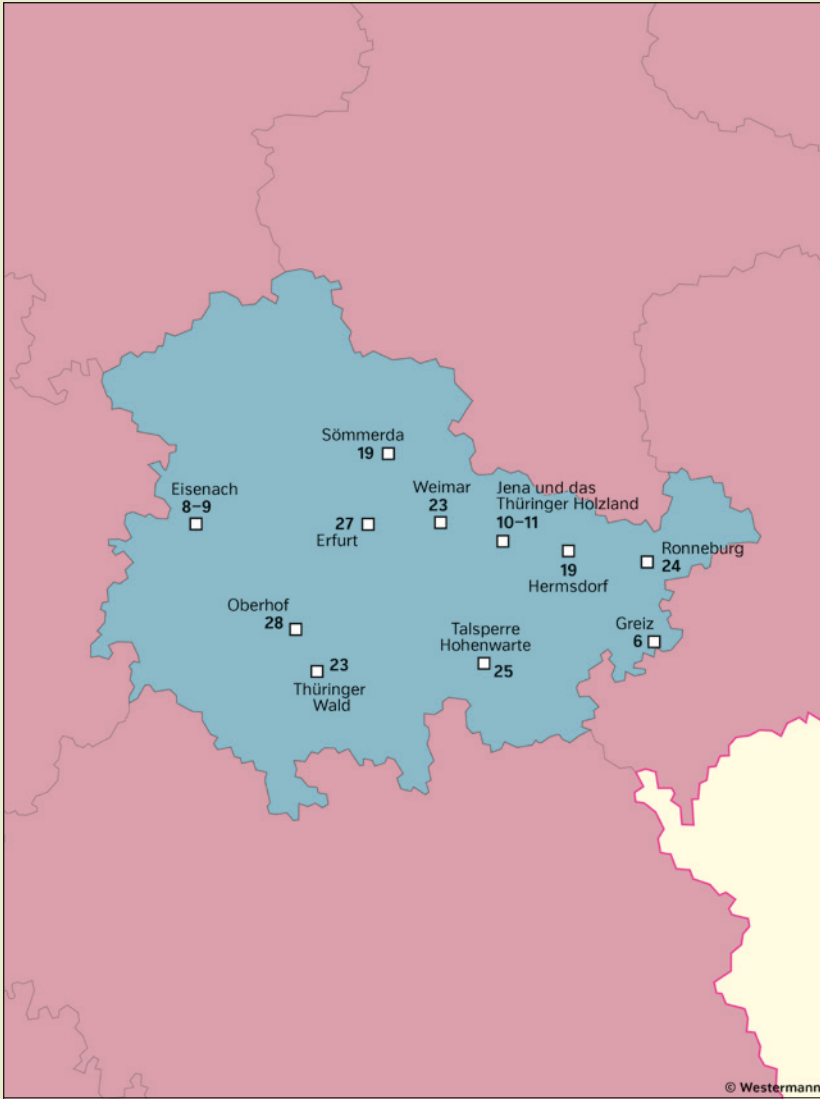 Sömmerda
19
Eisenach
8–9
Weimar
23
Jena und das
Thüringer Holzland
10–11
27
Erfurt
19
Hermsdorf
Ronneburg
24
Oberhof
28
Talsperre
Hohenwarte
25
Greiz
6
23
Thüringer
Wald
© Westermann